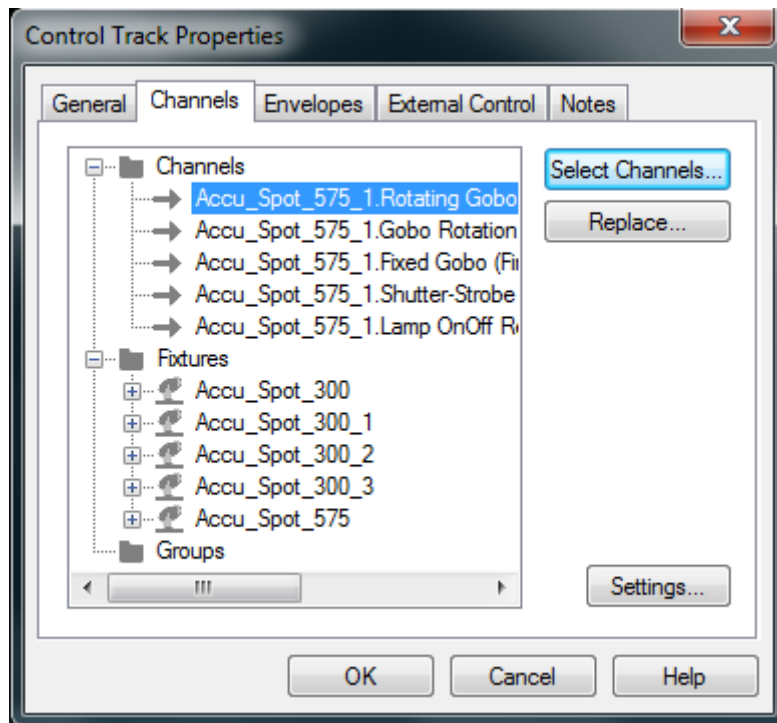 Control Track Properties
General Channels Envelopes External Control Notes
Channels
Accu_Spot_575_1.Rotating Gobo
Accu_Spot_575_1.Gobo Rotation
Accu_Spot_575_1.Fixed Gobo (Fi
Accu_Spot_575_1.Shutter-Strobe
Accu_Spot_575_1.Lamp OnOff R
Fixtures
Accu_Spot_300
Accu_Spot_300_1
Accu_Spot_300_2
Accu_Spot_300_3
Accu_Spot_575
Groups
Select Channels...
Replace...
Settings...
OK Cancel Help